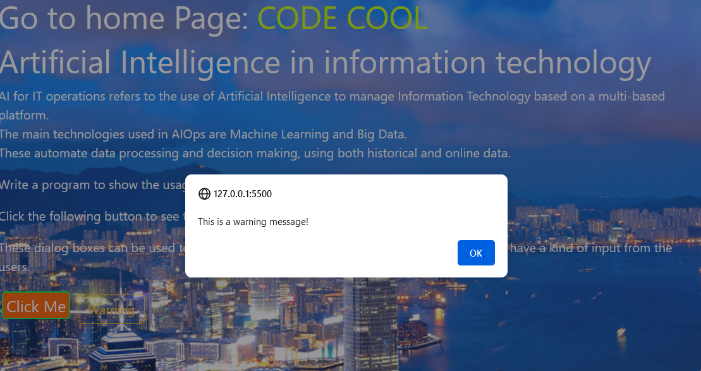 Go to home Page: CODE COOL
Artificial Intelligence in information technology
AI for IT operations refers to the use of Artificial Intelligence to manage Information Technology based on a multi-based
platform.
The main technologies used in AIOps are Machine Learning and Big Data.
These automate data processing and decision making, using both historical and online data.
Write a program to show the usag
127.0.0.1:5500
This is a warning message!
Click the following button to see t
These dialog boxes can be used t have a kind of input from the
users.
OK
Click Me Warning